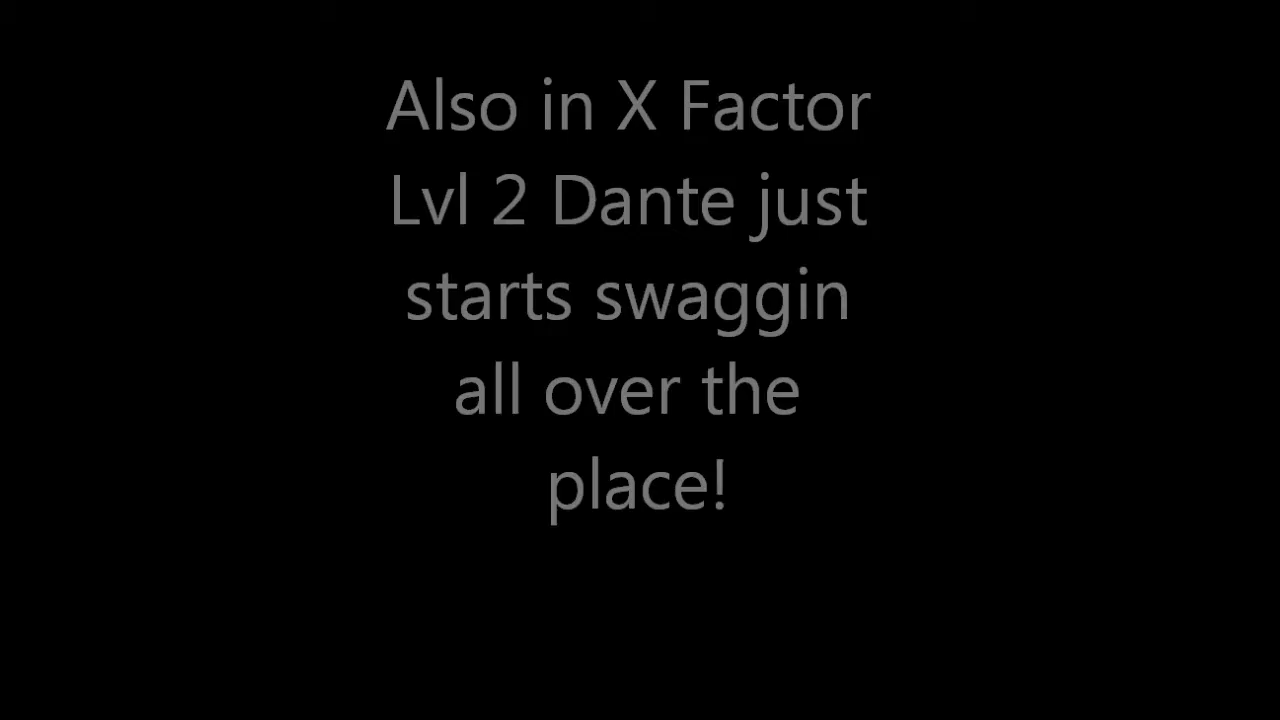 Also in X Factor
Lvl 2 Dante just
starts swaggin
all over the
place!